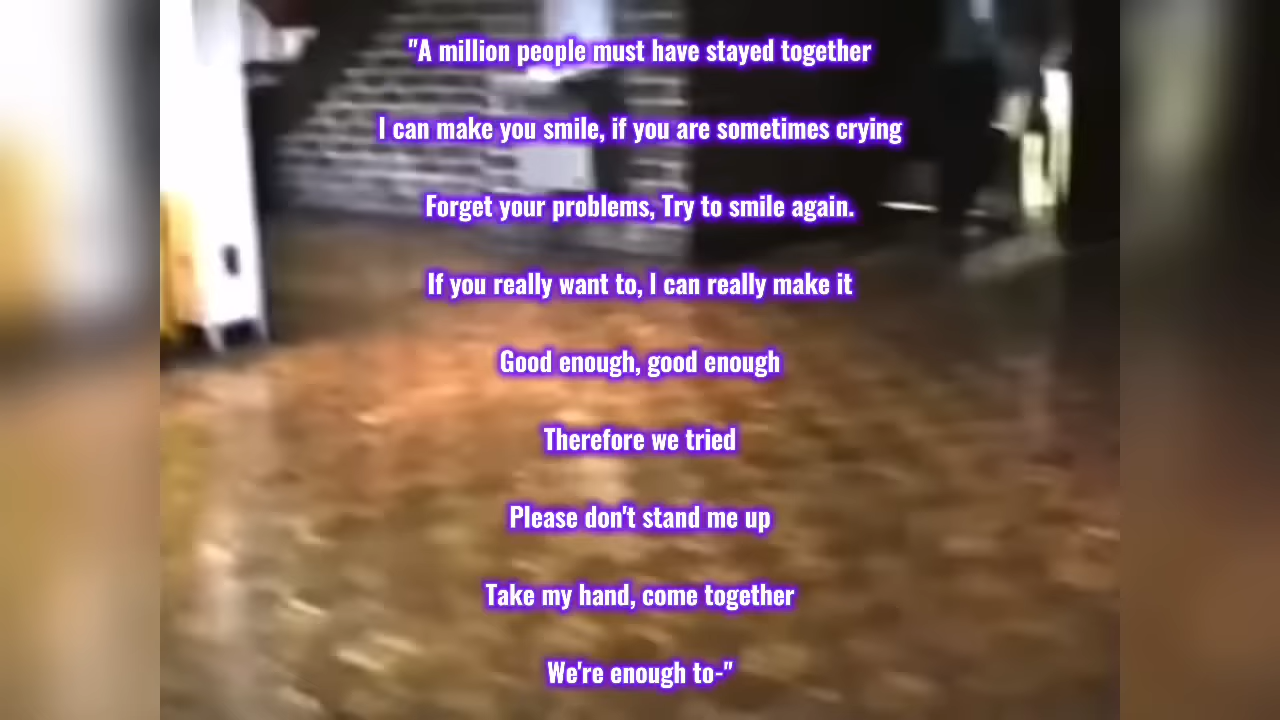 "A million people must have stayed together
I can make you smile, if you are sometimes crying
Forget your problems, Try to smile again.
If you really want to, I can really make it
Good enough, good enough
Therefore we tried
Please don't stand me up
Take my hand, come together
We're enough to-"